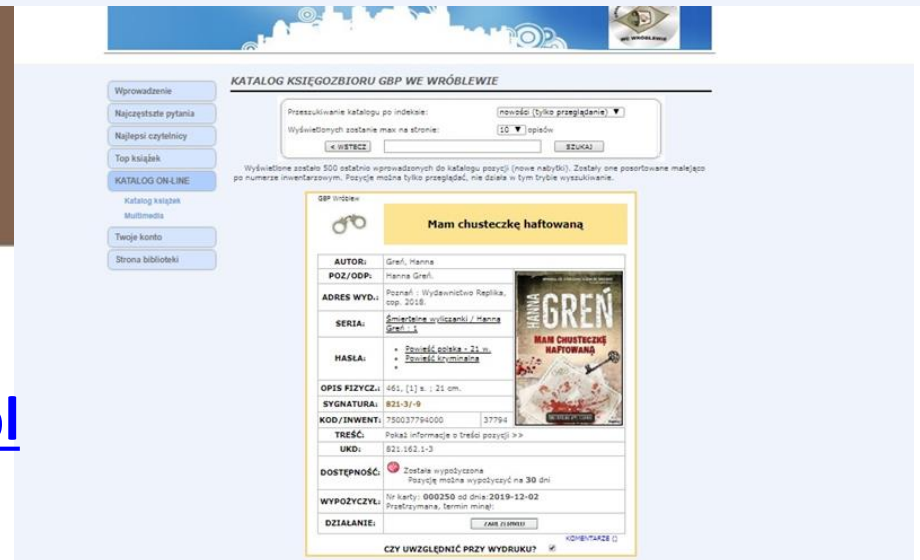 WE WRÓBLEWIE
KATALOG KSIĘGOZBIORU GBP WE WRÓBLEWIE
Wprowadzenie
Najczęstszte pytania
Najlepsi czytelnicy
Top książek
KATALOG ON-LINE
Katalog książek
Multimedia
Twoje konto
Strona biblioteki
ol
Przeszukiwanie katalogu po indeksie: nowości (tylko przeglądanie)
Wyświetlonych zostanie max na stronie: 10 opisów
< WSTECZ SZUKAJ
Wyświetlone zostało 500 ostatnio wprowadzonych do katalogu pozycji (nowe nabytki). Zostały one posortowane malejąco
po numerze inwentarzowym. Pozycje można tylko przeglądać, nie działa w tym trybie wyszukiwanie.
GBP Wróblew
Mam chusteczkę haftowaną
AUTOR: Greń, Hanna
POZ/ODP: Hanna Greń.
ADRES WYD.: Poznań : Wydawnictwo Replika,
cop. 2018.
SERIA: Śmiertelne wyliczanki / Hanna
Greń ; 1
HASŁA: Powieść polska - 21 w.
Powieść kryminalna
HANNA
GREŃ
MAM CHUSTECZKĘ
HAFTOWANĄ
OPIS FIZYCZ.: 461, [1] s. ; 21 cm.
SYGNATURA: 821-3/-9
KOD/INWENT: 750037794000 37794
TREŚĆ: Pokaż informacje o treści pozycji >>
UKD: 821.162.1-3
DOSTĘPNOŚĆ: Została wypożyczona
Pozycję można wypożyczyć na 30 dni
WYPOŻYCZYŁ: Nr karty: 000250 od dnia:2019-12-02
Przetrzymana, termin minął:
DZIAŁANIE:
KOMENTARZE
CZY UWZGLĘDNIĆ PRZY WYDRUKU?